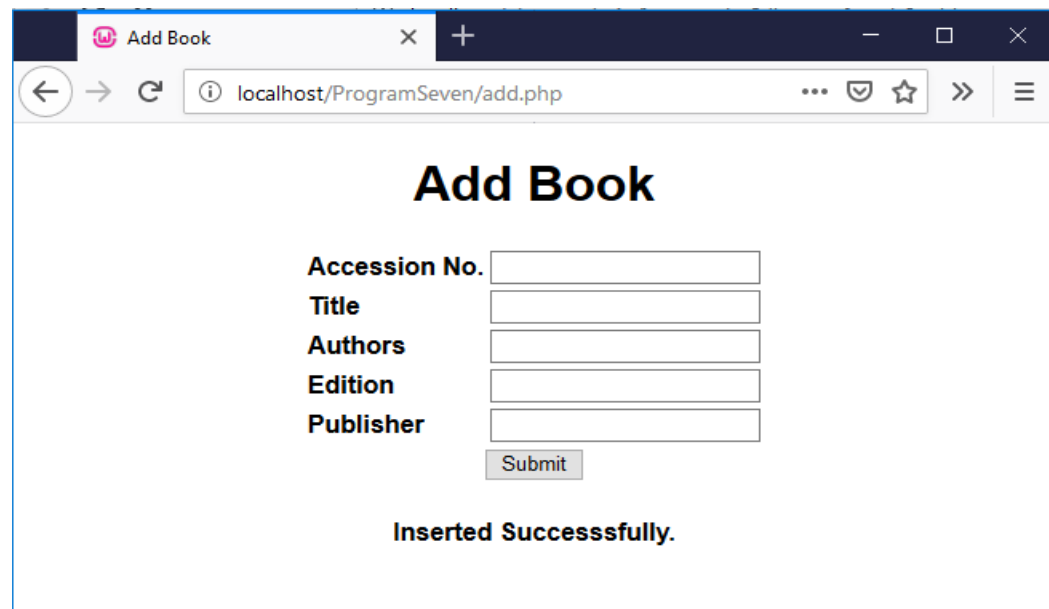 Add Book
localhost/ProgramSeven/add.php
Add Book
Accession No.
Title
Authors
Edition
Publisher
Submit
Inserted Successsfully.